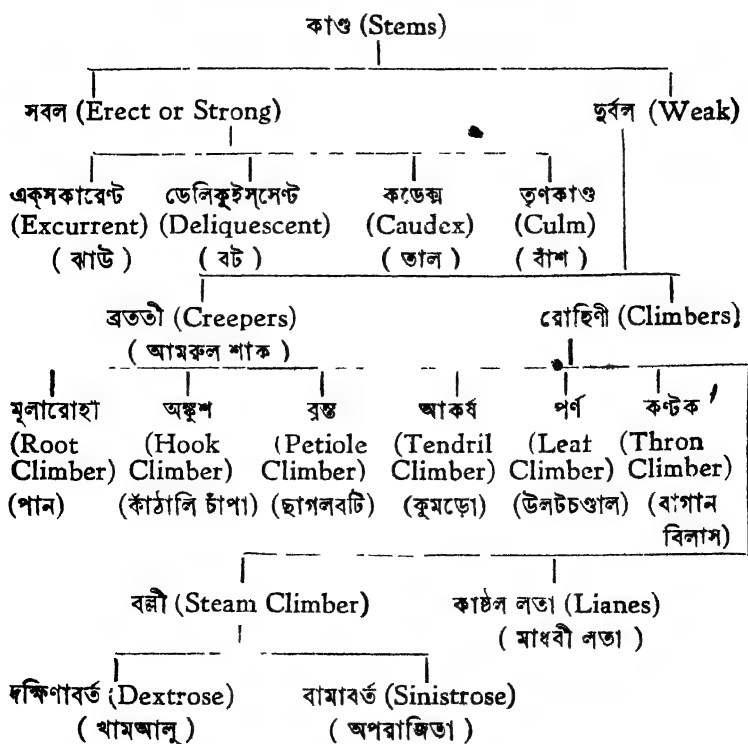 কাণ্ড (Stems)
সবল (Erect or Strong) দুর্বল (Weak)
এক্সকারেন্ট ডেলিকুইস্‌সেন্ট কডেক্স তৃণকাণ্ড
(Excurrent) (Deliquescent) (Caudex) (Culm)
( ঝাউ ) ( বট ) ( তাল ) ( বাঁশ )
ব্রততী (Creepers) রোহিণী (Climbers)
( আমরুল শাক )
মূলারোহা অঙ্কুশ বৃন্ত আকর্ষ পর্ণ কণ্টক
(Root (Hook (Petiole (Tendril (Leaf (Thron
Climber) Climber) Climber) Climber) Climber) Climber)
(পান) (কাঁঠালি চাঁপা) (ছাগলবটি) (কুমড়ো) (উলটচণ্ডাল) (বাগান
বিলাস)
বল্লী (Steam Climber) কাষ্ঠল লতা (Lianes)
( মাধবী লতা )
দক্ষিণাবর্ত (Dextrose) বামাবর্ত (Sinistrose)
( খামআলু ) ( অপরাজিতা )